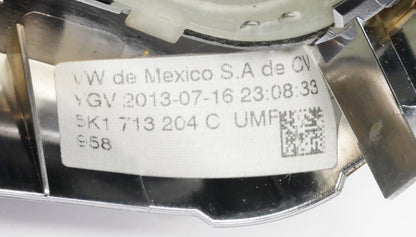 VW de Mexico S.A de CV
YGV 2013-07-16 23:08:33
5K1 713 204 C UMF
958